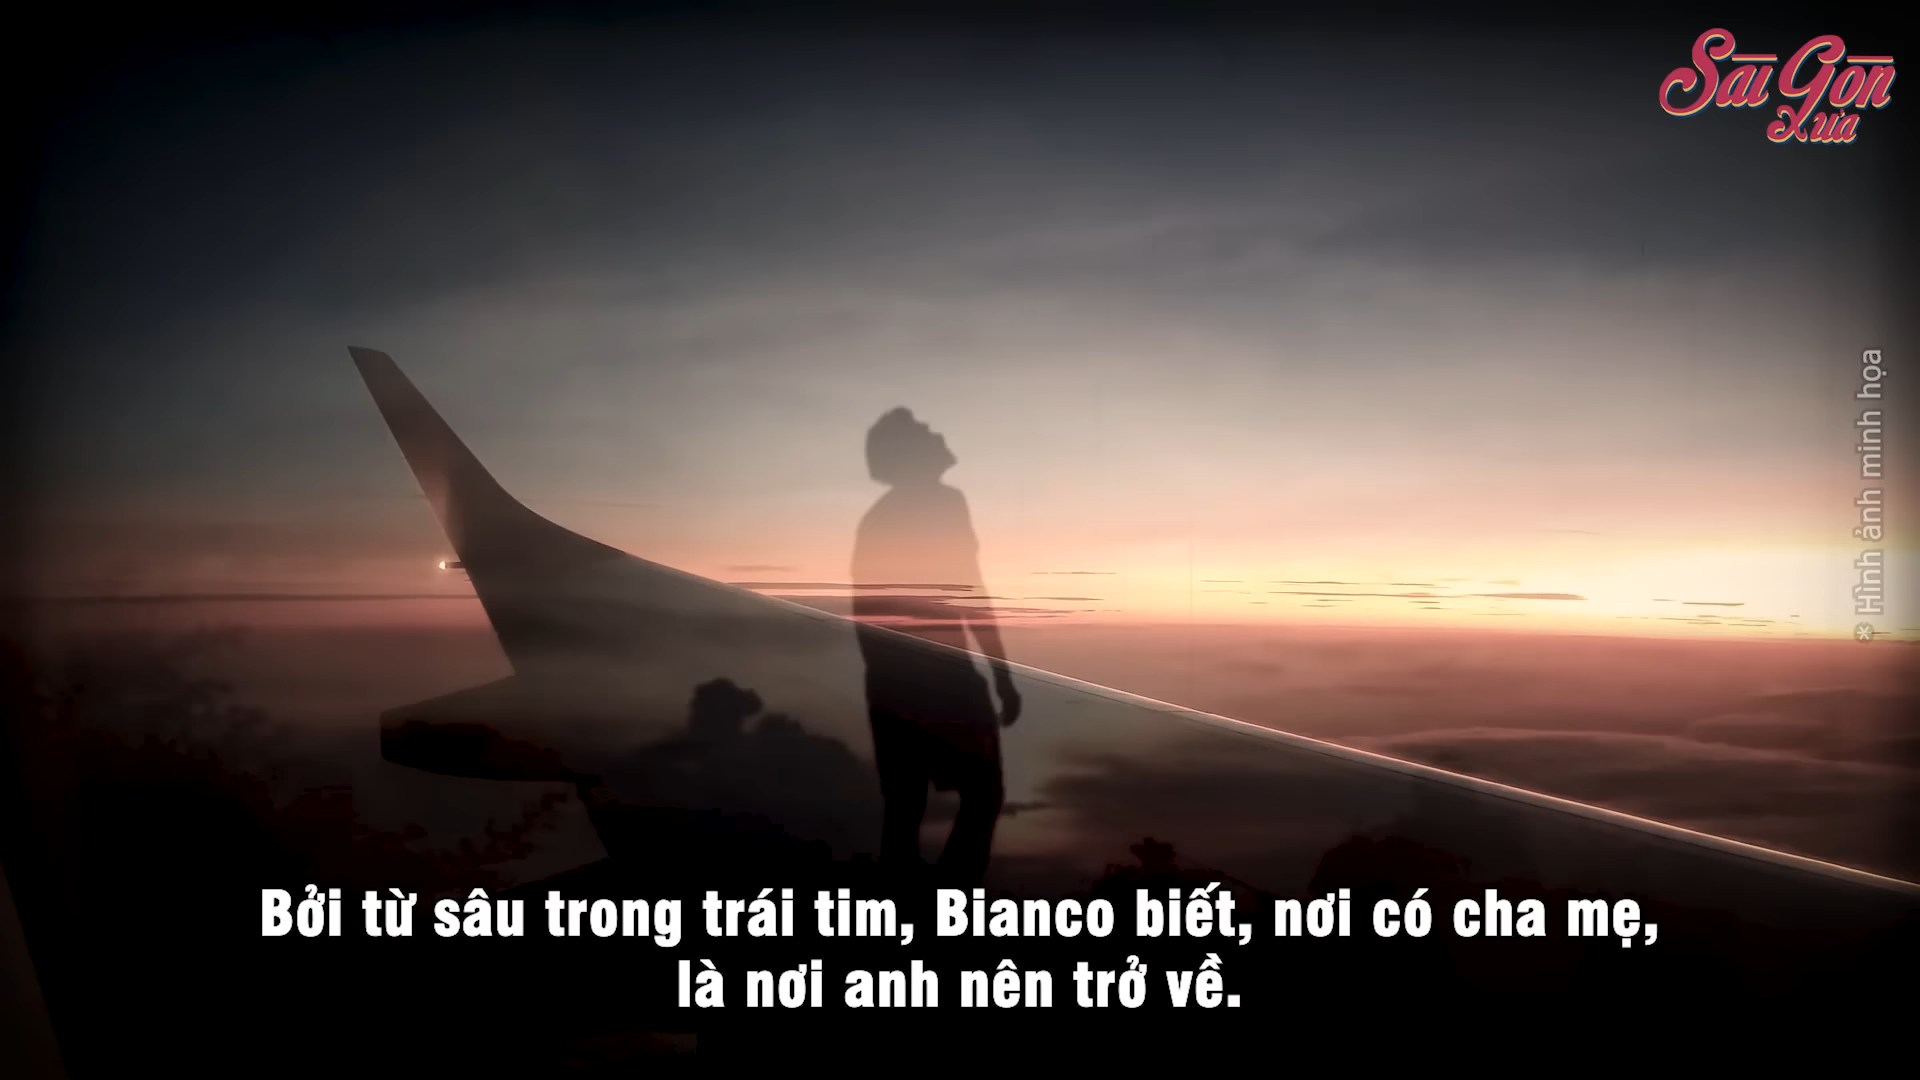 Sài Gòn
Xưa
* Hình ảnh minh họa
Bởi từ sâu trong trái tim, Bianco biết, nơi có cha mẹ,
là nơi anh nên trở về.